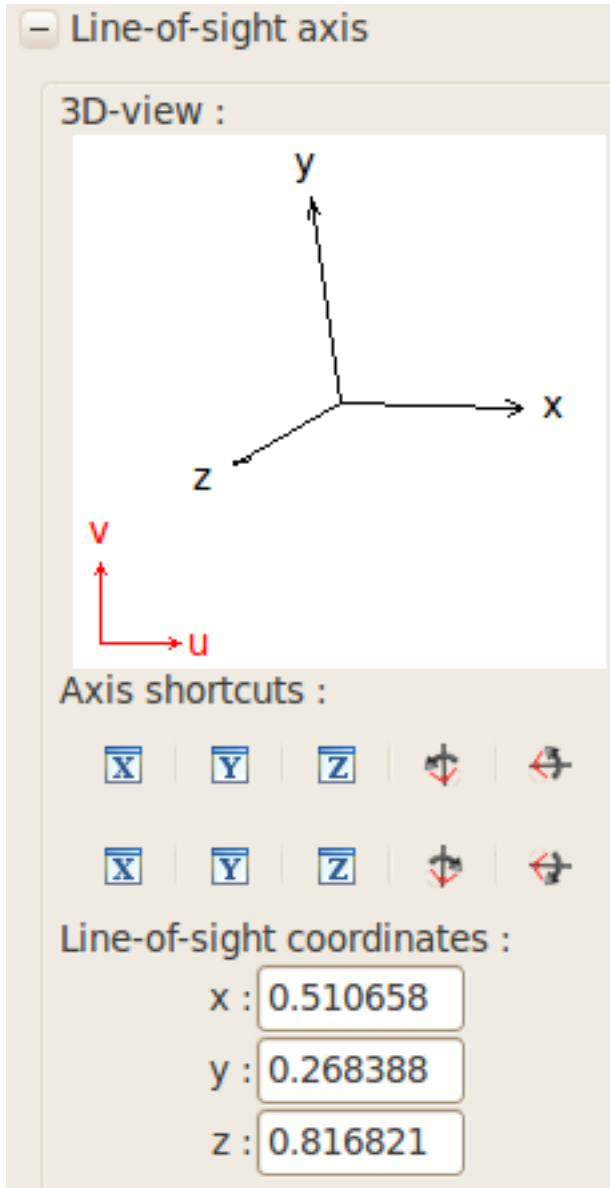 Line-of-sight axis
3D-view :
y
x
z
v
u
Axis shortcuts :
X Y Z
X Y Z
Line-of-sight coordinates :
x : 0.510658
y : 0.268388
z : 0.816821